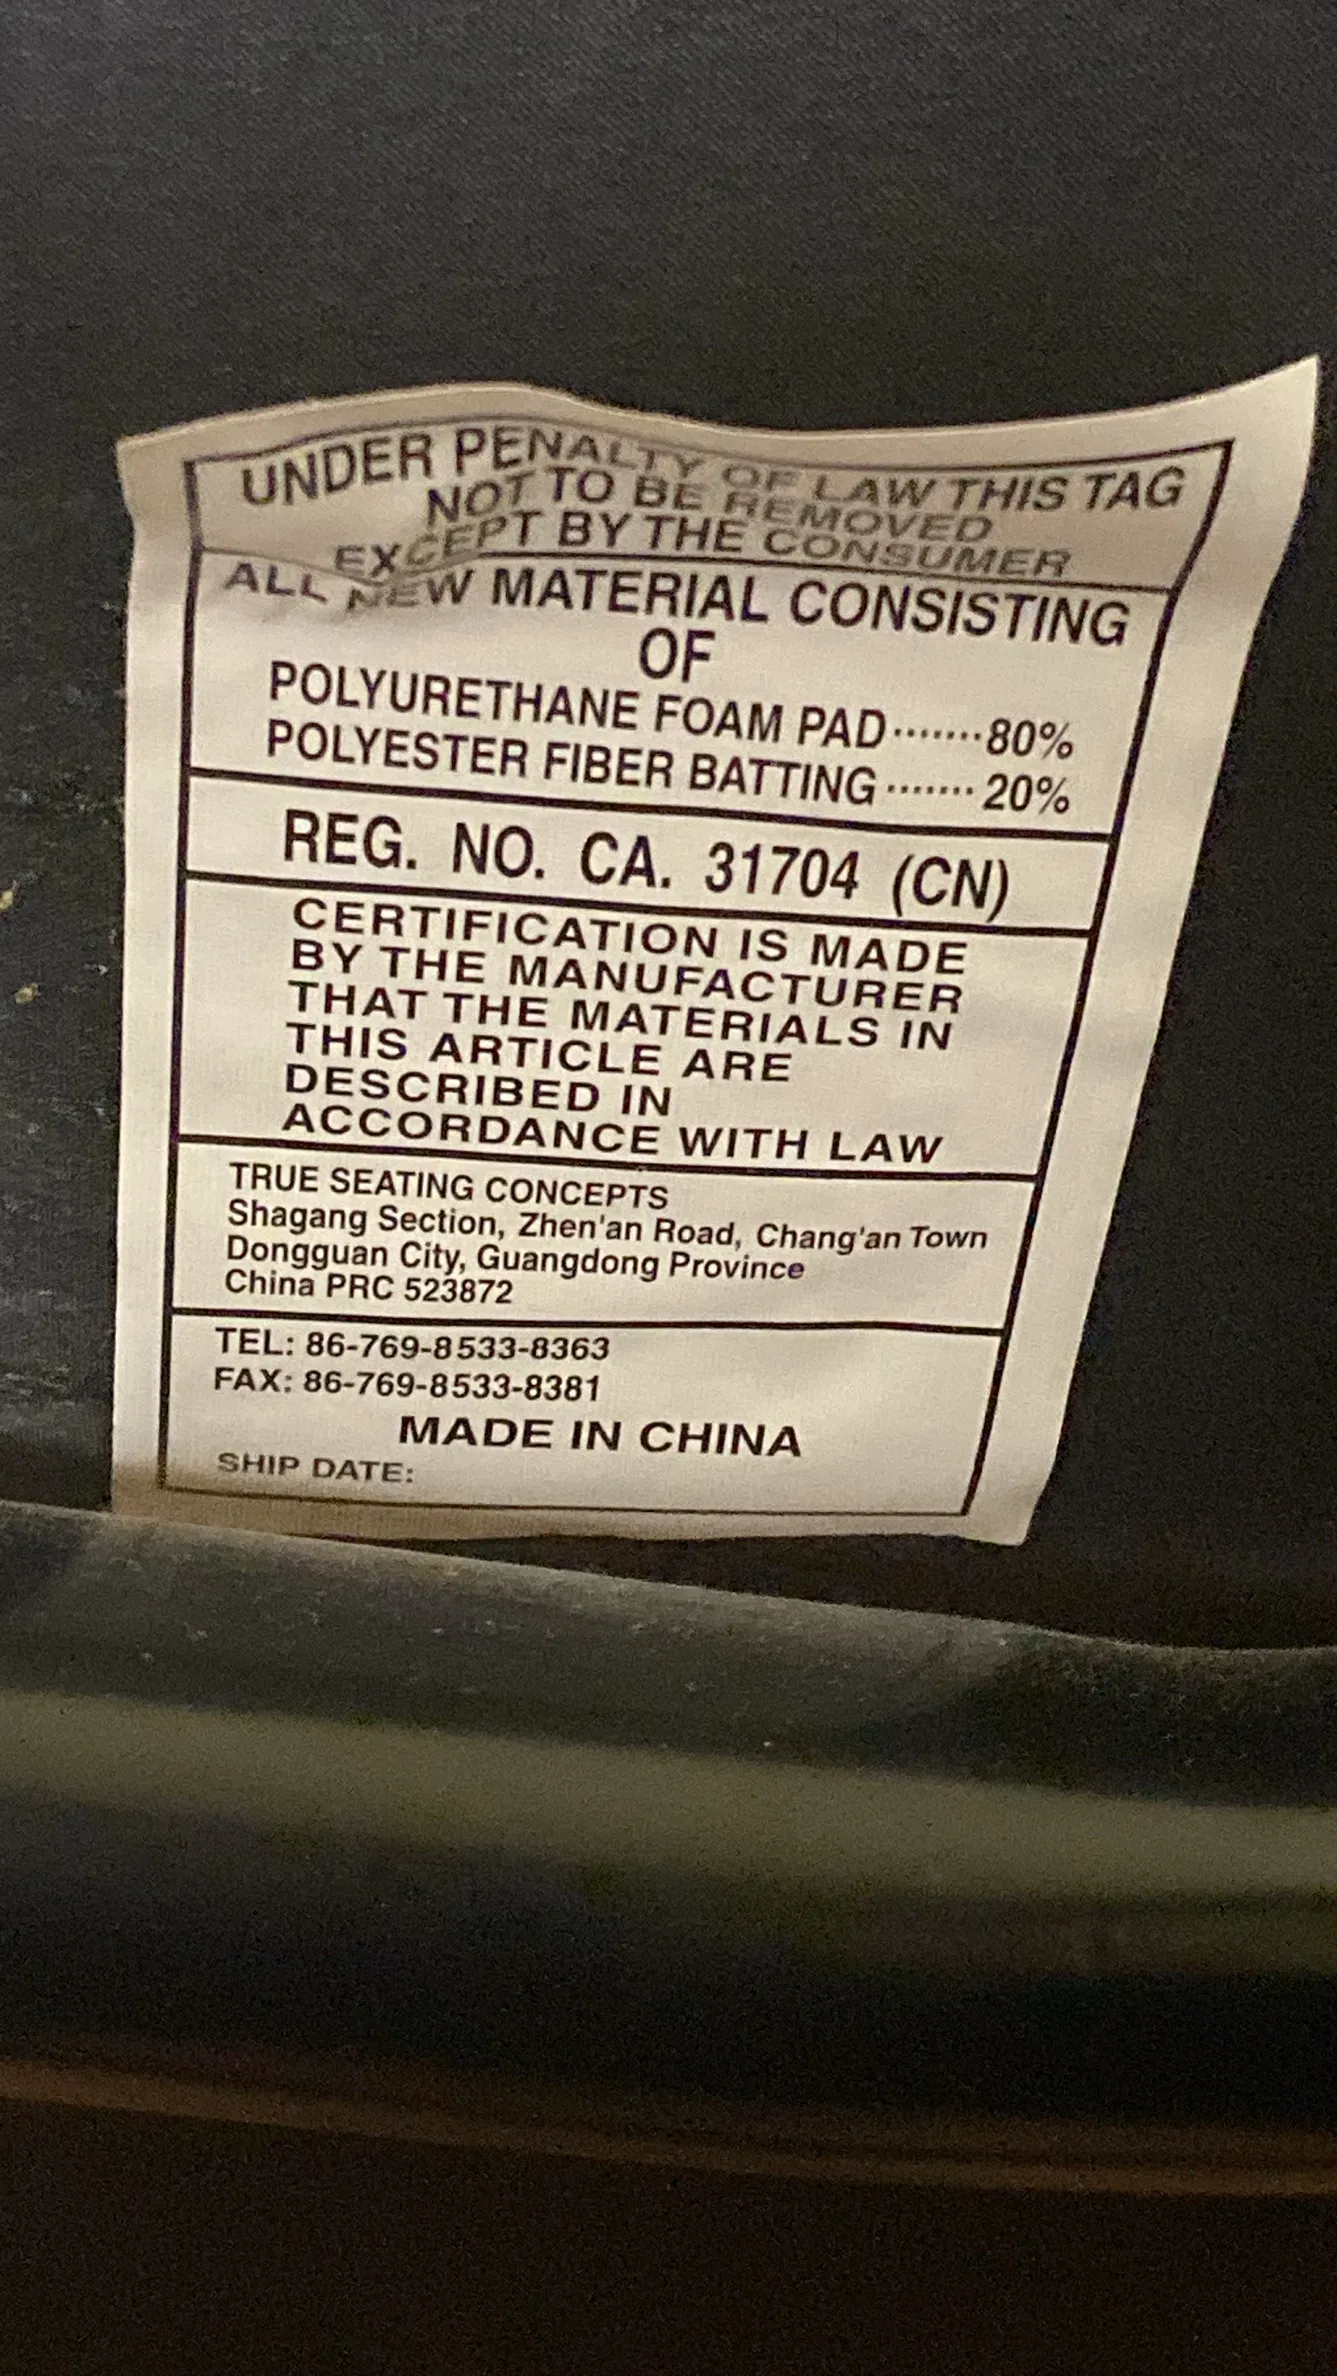 UNDER PENALTY OF LAW THIS TAG
NOT TO BE REMOVED
EXCEPT BY THE CONSUMER
ALL NEW MATERIAL CONSISTING
OF
POLYURETHANE FOAM PAD········80%
POLYESTER FIBER BATTING ······· 20%
REG. NO. CA. 31704 (CN)
CERTIFICATION IS MADE
BY THE MANUFACTURER
THAT THE MATERIALS IN
THIS ARTICLE ARE
DESCRIBED IN
ACCORDANCE WITH LAW
TRUE SEATING CONCEPTS
Shagang Section, Zhen'an Road, Chang'an Town
Dongguan City, Guangdong Province
China PRC 523872
TEL: 86-769-8533-8363
FAX: 86-769-8533-8381
MADE IN CHINA
SHIP DATE: